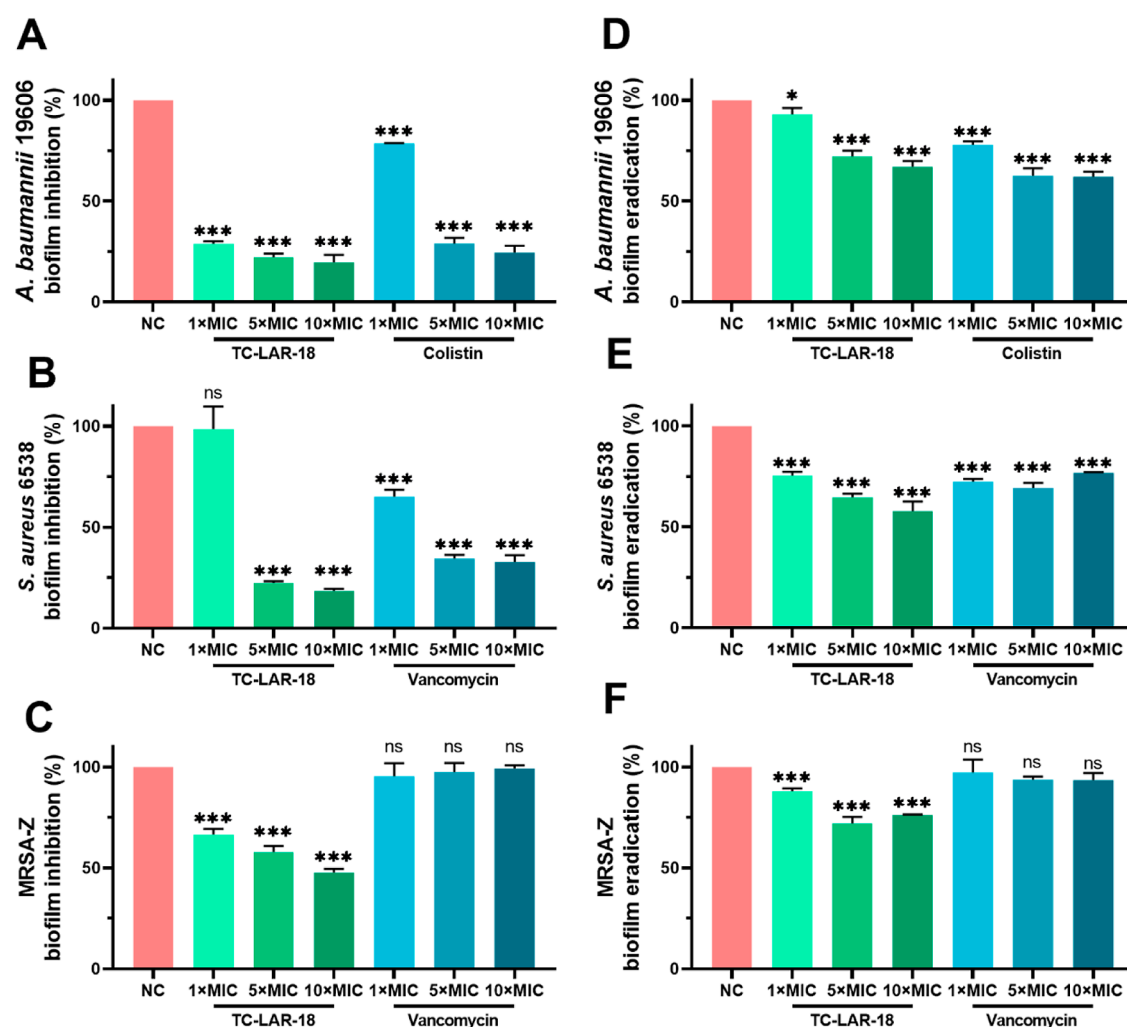 A
A. baumannii 19606
biofilm inhibition (%)
100
50
0
***
***
***
***
***
***
NC
1×MIC
5×MIC
10×MIC
1×MIC
5×MIC
10×MIC
TC-LAR-18
Colistin
D
A. baumannii 19606
biofilm eradication (%)
100
50
0
*
***
***
***
***
***
NC
1×MIC
5×MIC
10×MIC
1×MIC
5×MIC
10×MIC
TC-LAR-18
Colistin
B
S. aureus 6538
biofilm inhibition (%)
100
50
0
ns
***
***
***
***
***
NC
1×MIC
5×MIC
10×MIC
1×MIC
5×MIC
10×MIC
TC-LAR-18
Vancomycin
E
S. aureus 6538
biofilm eradication (%)
100
50
0
***
***
***
***
***
***
NC
1×MIC
5×MIC
10×MIC
1×MIC
5×MIC
10×MIC
TC-LAR-18
Vancomycin
C
MRSA-Z
biofilm inhibition (%)
100
50
0
***
***
***
ns
ns
ns
NC
1×MIC
5×MIC
10×MIC
1×MIC
5×MIC
10×MIC
TC-LAR-18
Vancomycin
F
MRSA-Z
biofilm eradication (%)
100
50
0
***
***
***
ns
ns
ns
NC
1×MIC
5×MIC
10×MIC
1×MIC
5×MIC
10×MIC
TC-LAR-18
Vancomycin